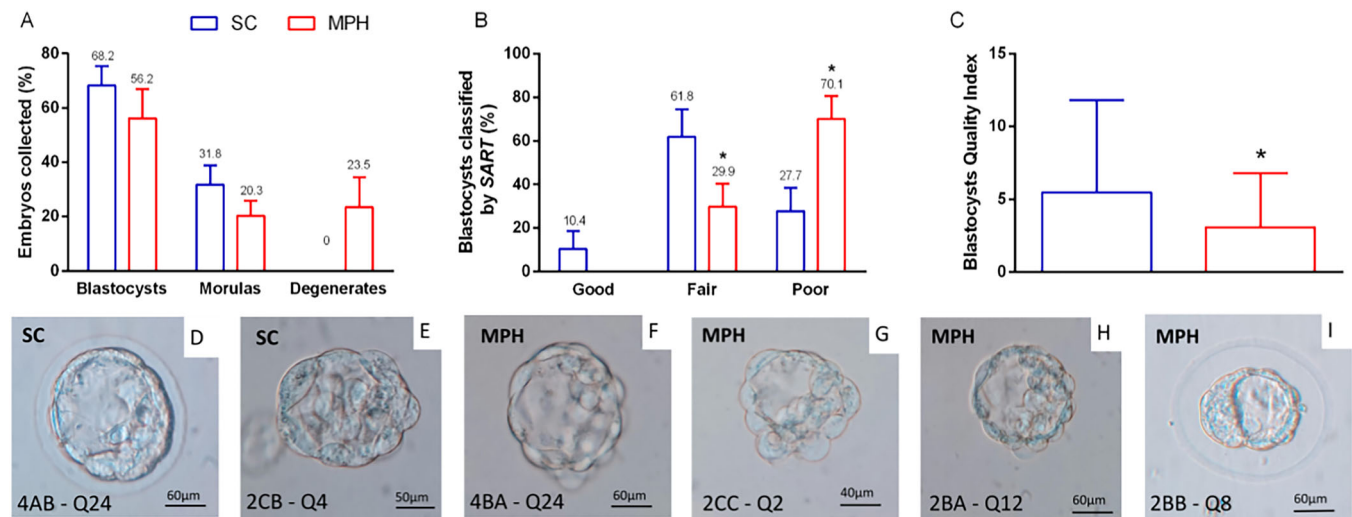 A
SC
MPH
B
C
Embryos collected (%)
80
60
40
20
0
68.2
56.2
31.8
20.3
0
23.5
Blastocysts
Morulas
Degenerates
Blastocysts classified
by SART (%)
100
80
60
40
20
0
10.4
61.8
*
29.9
27.7
*
70.1
Good
Fair
Poor
Blastocysts Quality Index
15
10
5
0
*
SC
D
4AB - Q24
60µm
SC
E
2CB - Q4
50µm
MPH
F
4BA - Q24
60µm
MPH
G
2CC - Q2
40µm
MPH
H
2BA - Q12
60µm
MPH
I
2BB - Q8
60µm